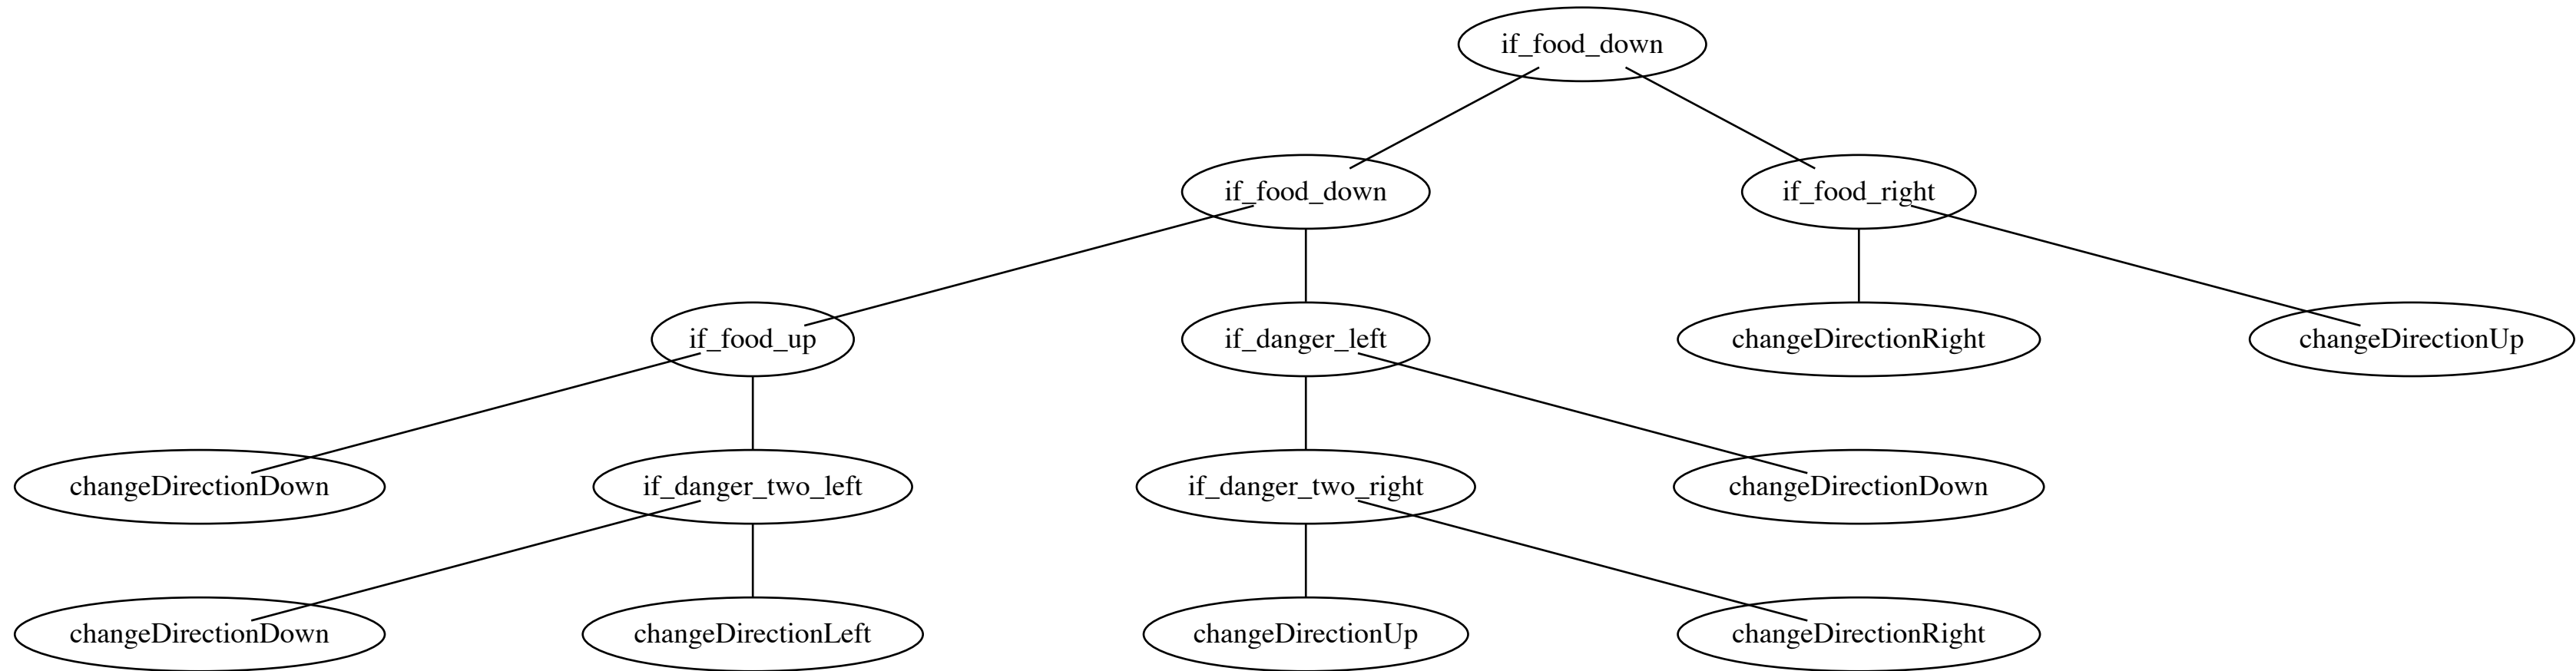 if_food_down
if_food_down
if_food_right
if_food_up
if_danger_left
changeDirectionRight
changeDirectionUp
changeDirectionDown
if_danger_two_left
if_danger_two_right
changeDirectionDown
changeDirectionDown
changeDirectionLeft
changeDirectionUp
changeDirectionRight